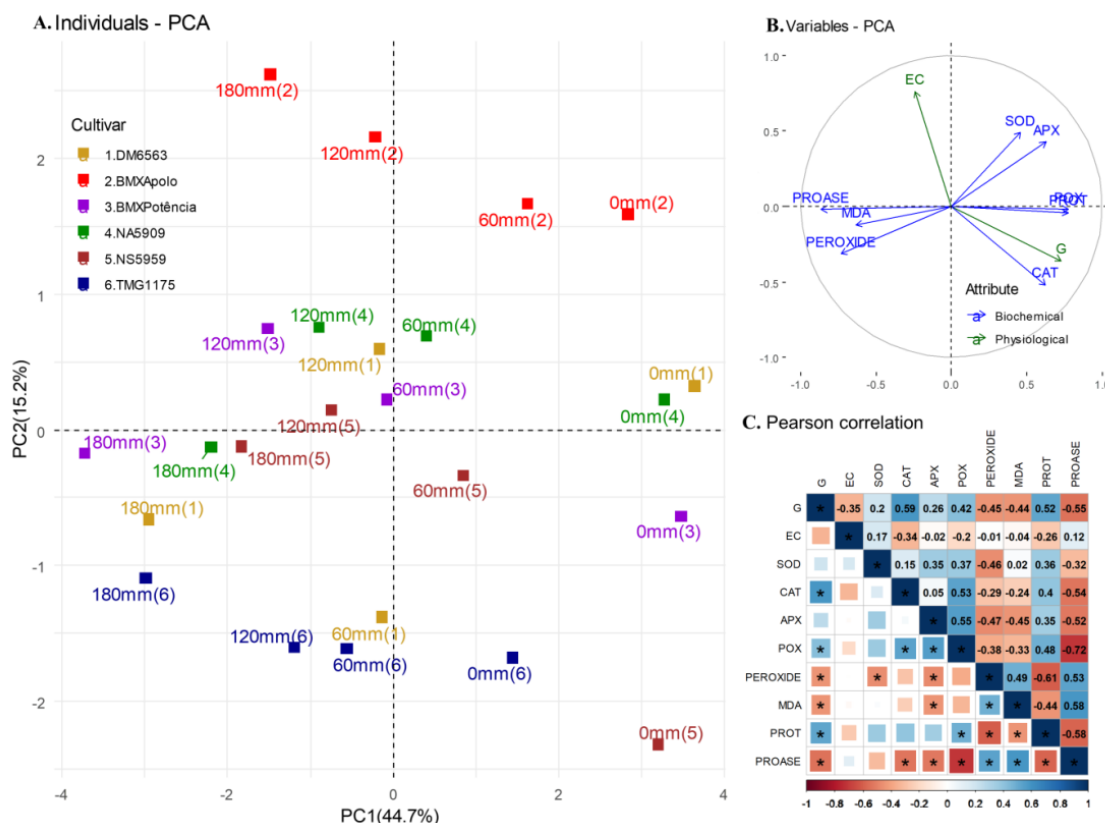 A. Individuals - PCA
PC2(15.2%)
2
1
0
-1
-2
180mm(2)
120mm(2)
60mm(2)
0mm(2)
Cultivar
1.DM6563
2.BMXApolo
3.BMXPotência
4.NA5909
5.NS5959
6.TMG1175
120mm(4)
60mm(4)
120mm(3)
120mm(1)
0mm(1)
60mm(3)
0mm(4)
120mm(5)
180mm(3)
180mm(4)
180mm(5)
60mm(5)
180mm(1)
0mm(3)
180mm(6)
120mm(6)
60mm(1)
60mm(6)
0mm(6)
0mm(5)
-4 -2 0 2 4
PC1(44.7%)
B. Variables - PCA
1.0
0.5
0.0
-0.5
-1.0
EC
SOD
APX
PROASE
POX
PROT
MDA
PEROXIDE
G
CAT
Attribute
a Biochemical
a Physiological
-1.0 -0.5 0.0 0.5 1.0
C. Pearson correlation
G EC SOD CAT APX POX PEROXIDE MDA PROT PROASE
G * -0.35 0.2 0.59 0.26 0.42 -0.45 -0.44 0.52 -0.55
EC * 0.17 -0.34 -0.02 -0.2 -0.01 -0.04 -0.26 0.12
SOD * 0.15 0.35 0.37 -0.46 0.02 0.36 -0.32
CAT * * 0.05 0.53 -0.29 -0.24 0.4 -0.54
APX * 0.55 -0.47 -0.45 0.35 -0.52
POX * * * * -0.38 -0.33 0.48 -0.72
PEROXIDE * * * * 0.49 -0.61 0.53
MDA * * * * -0.44 0.58
PROT * * * * * -0.58
PROASE * * * * * * * *
-1 -0.8 -0.6 -0.4 -0.2 0 0.2 0.4 0.6 0.8 1